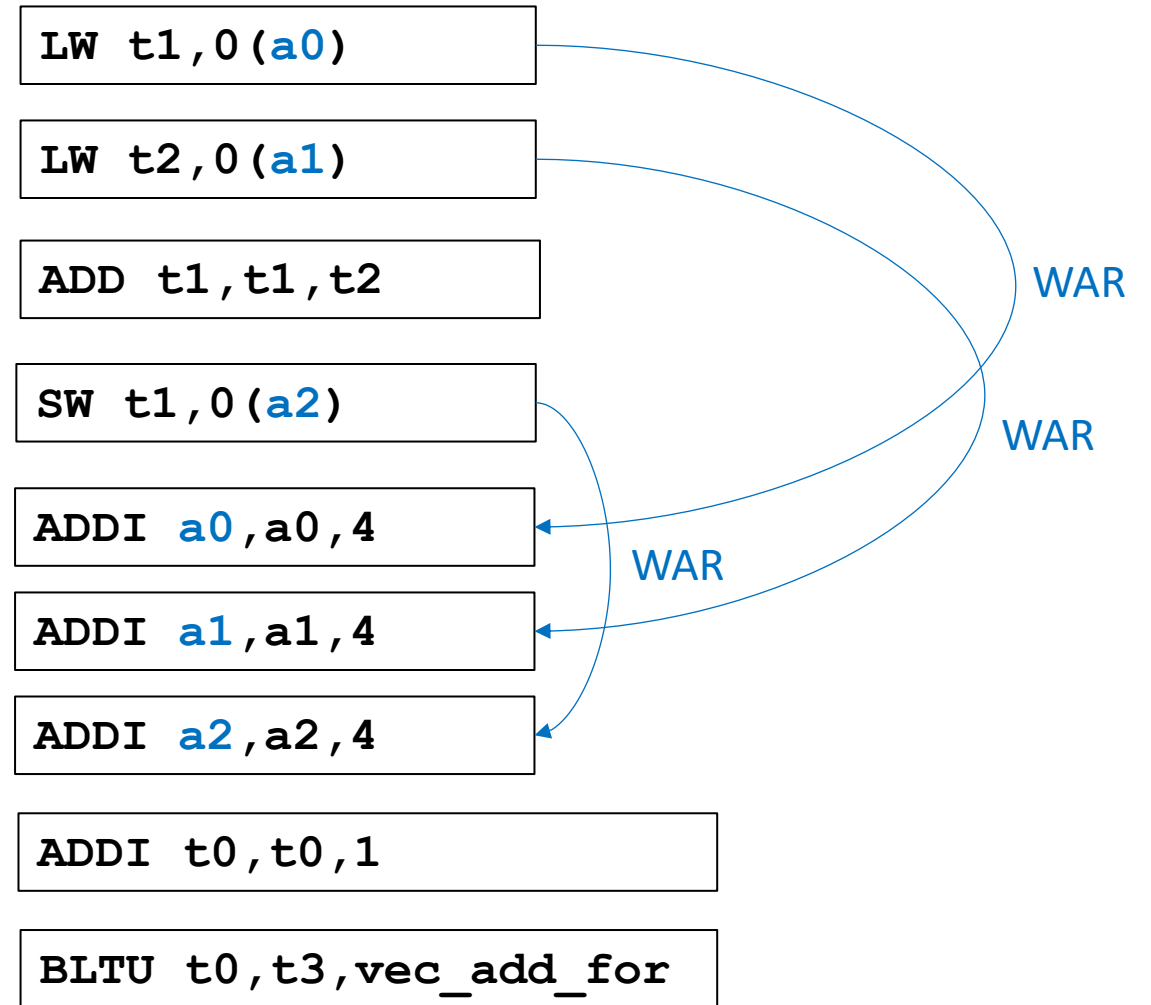 LW t1,0(a0)
LW t2,0(a1)
ADD t1,t1,t2
WAR
SW t1,0(a2)
WAR
ADDI a0,a0,4
WAR
ADDI a1,a1,4
ADDI a2,a2,4
ADDI t0,t0,1
BLTU t0,t3,vec_add_for